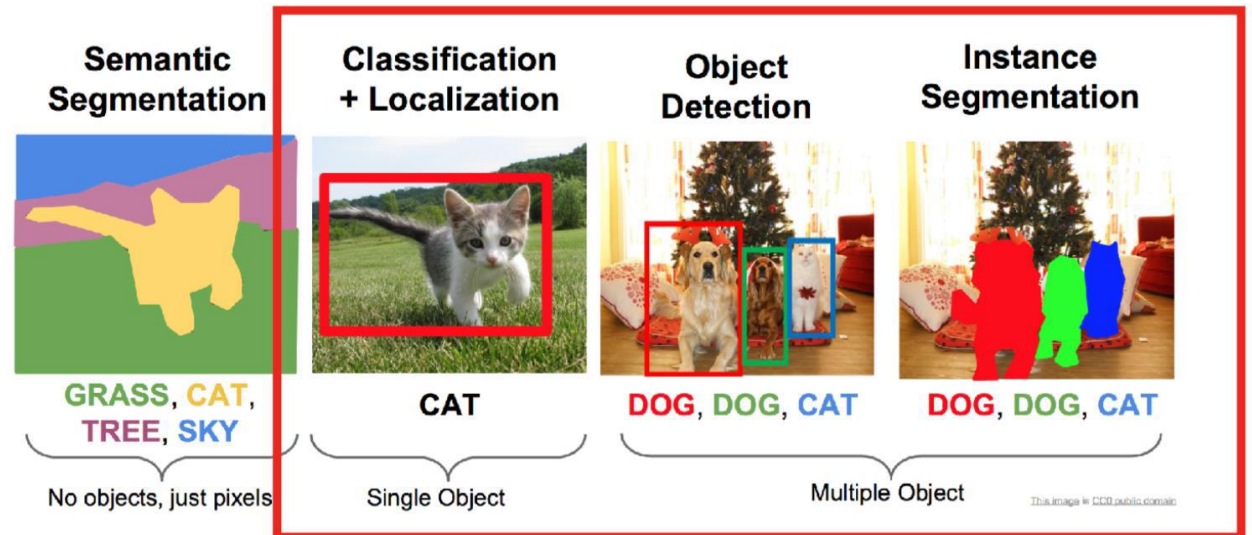 Semantic
Segmentation
Classification
+ Localization
Object
Detection
Instance
Segmentation
GRASS, CAT,
TREE, SKY
CAT
DOG, DOG, CAT
DOG, DOG, CAT
No objects, just pixels
Single Object
Multiple Object
This image is CC0 public domain